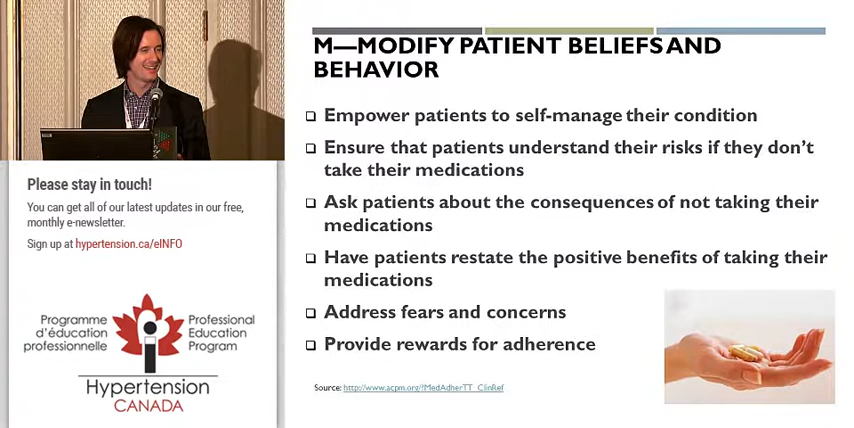 M—MODIFY PATIENT BELIEFS AND
BEHAVIOR
Empower patients to self-manage their condition
Ensure that patients understand their risks if they don't
take their medications
Ask patients about the consequences of not taking their
medications
Have patients restate the positive benefits of taking their
medications
Address fears and concerns
Provide rewards for adherence
Source: http://www.acpm.org/?MedAdherTT_ClinRef
Please stay in touch!
You can get all of our latest updates in our free,
monthly e-newsletter.
Sign up at hypertension.ca/eINFO
Programme
d'éducation
professionnelle
Professional
Education
Program
Hypertension
CANADA